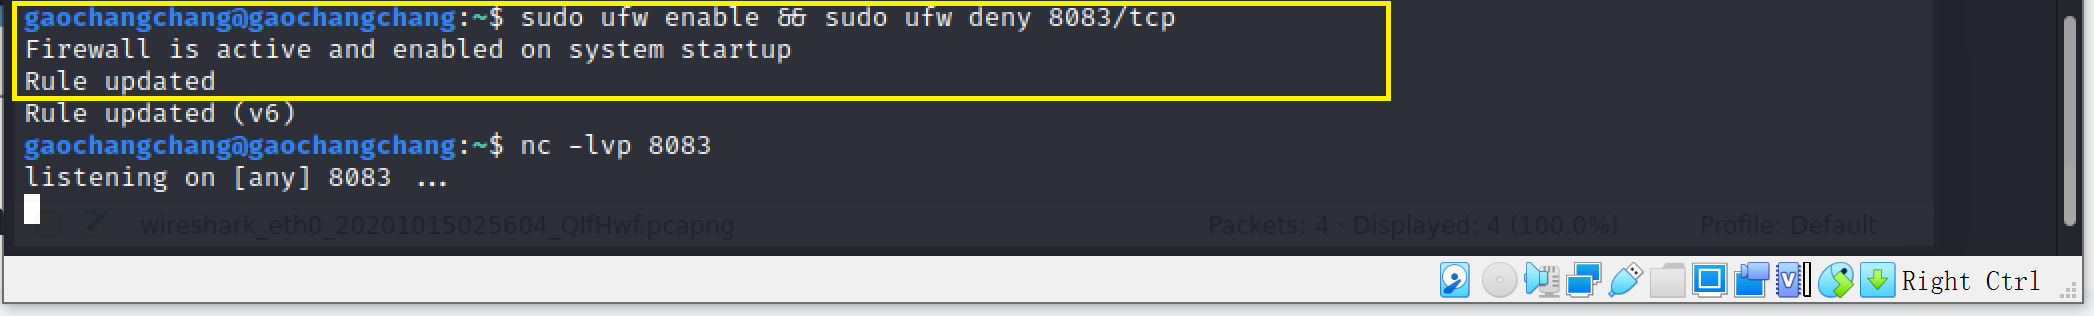 gaochangchang@gaochangchang:~$ sudo ufw enable && sudo ufw deny 8083/tcp
Firewall is active and enabled on system startup
Rule updated
Rule updated (v6)
gaochangchang@gaochangchang:~$ nc -lvp 8083
listening on [any] 8083 ...
wireshark_eth0_20201015025604_QIfHwf.pcapng Packets: 4 · Displayed: 4 (100.0%) Profile: Default
Right Ctrl